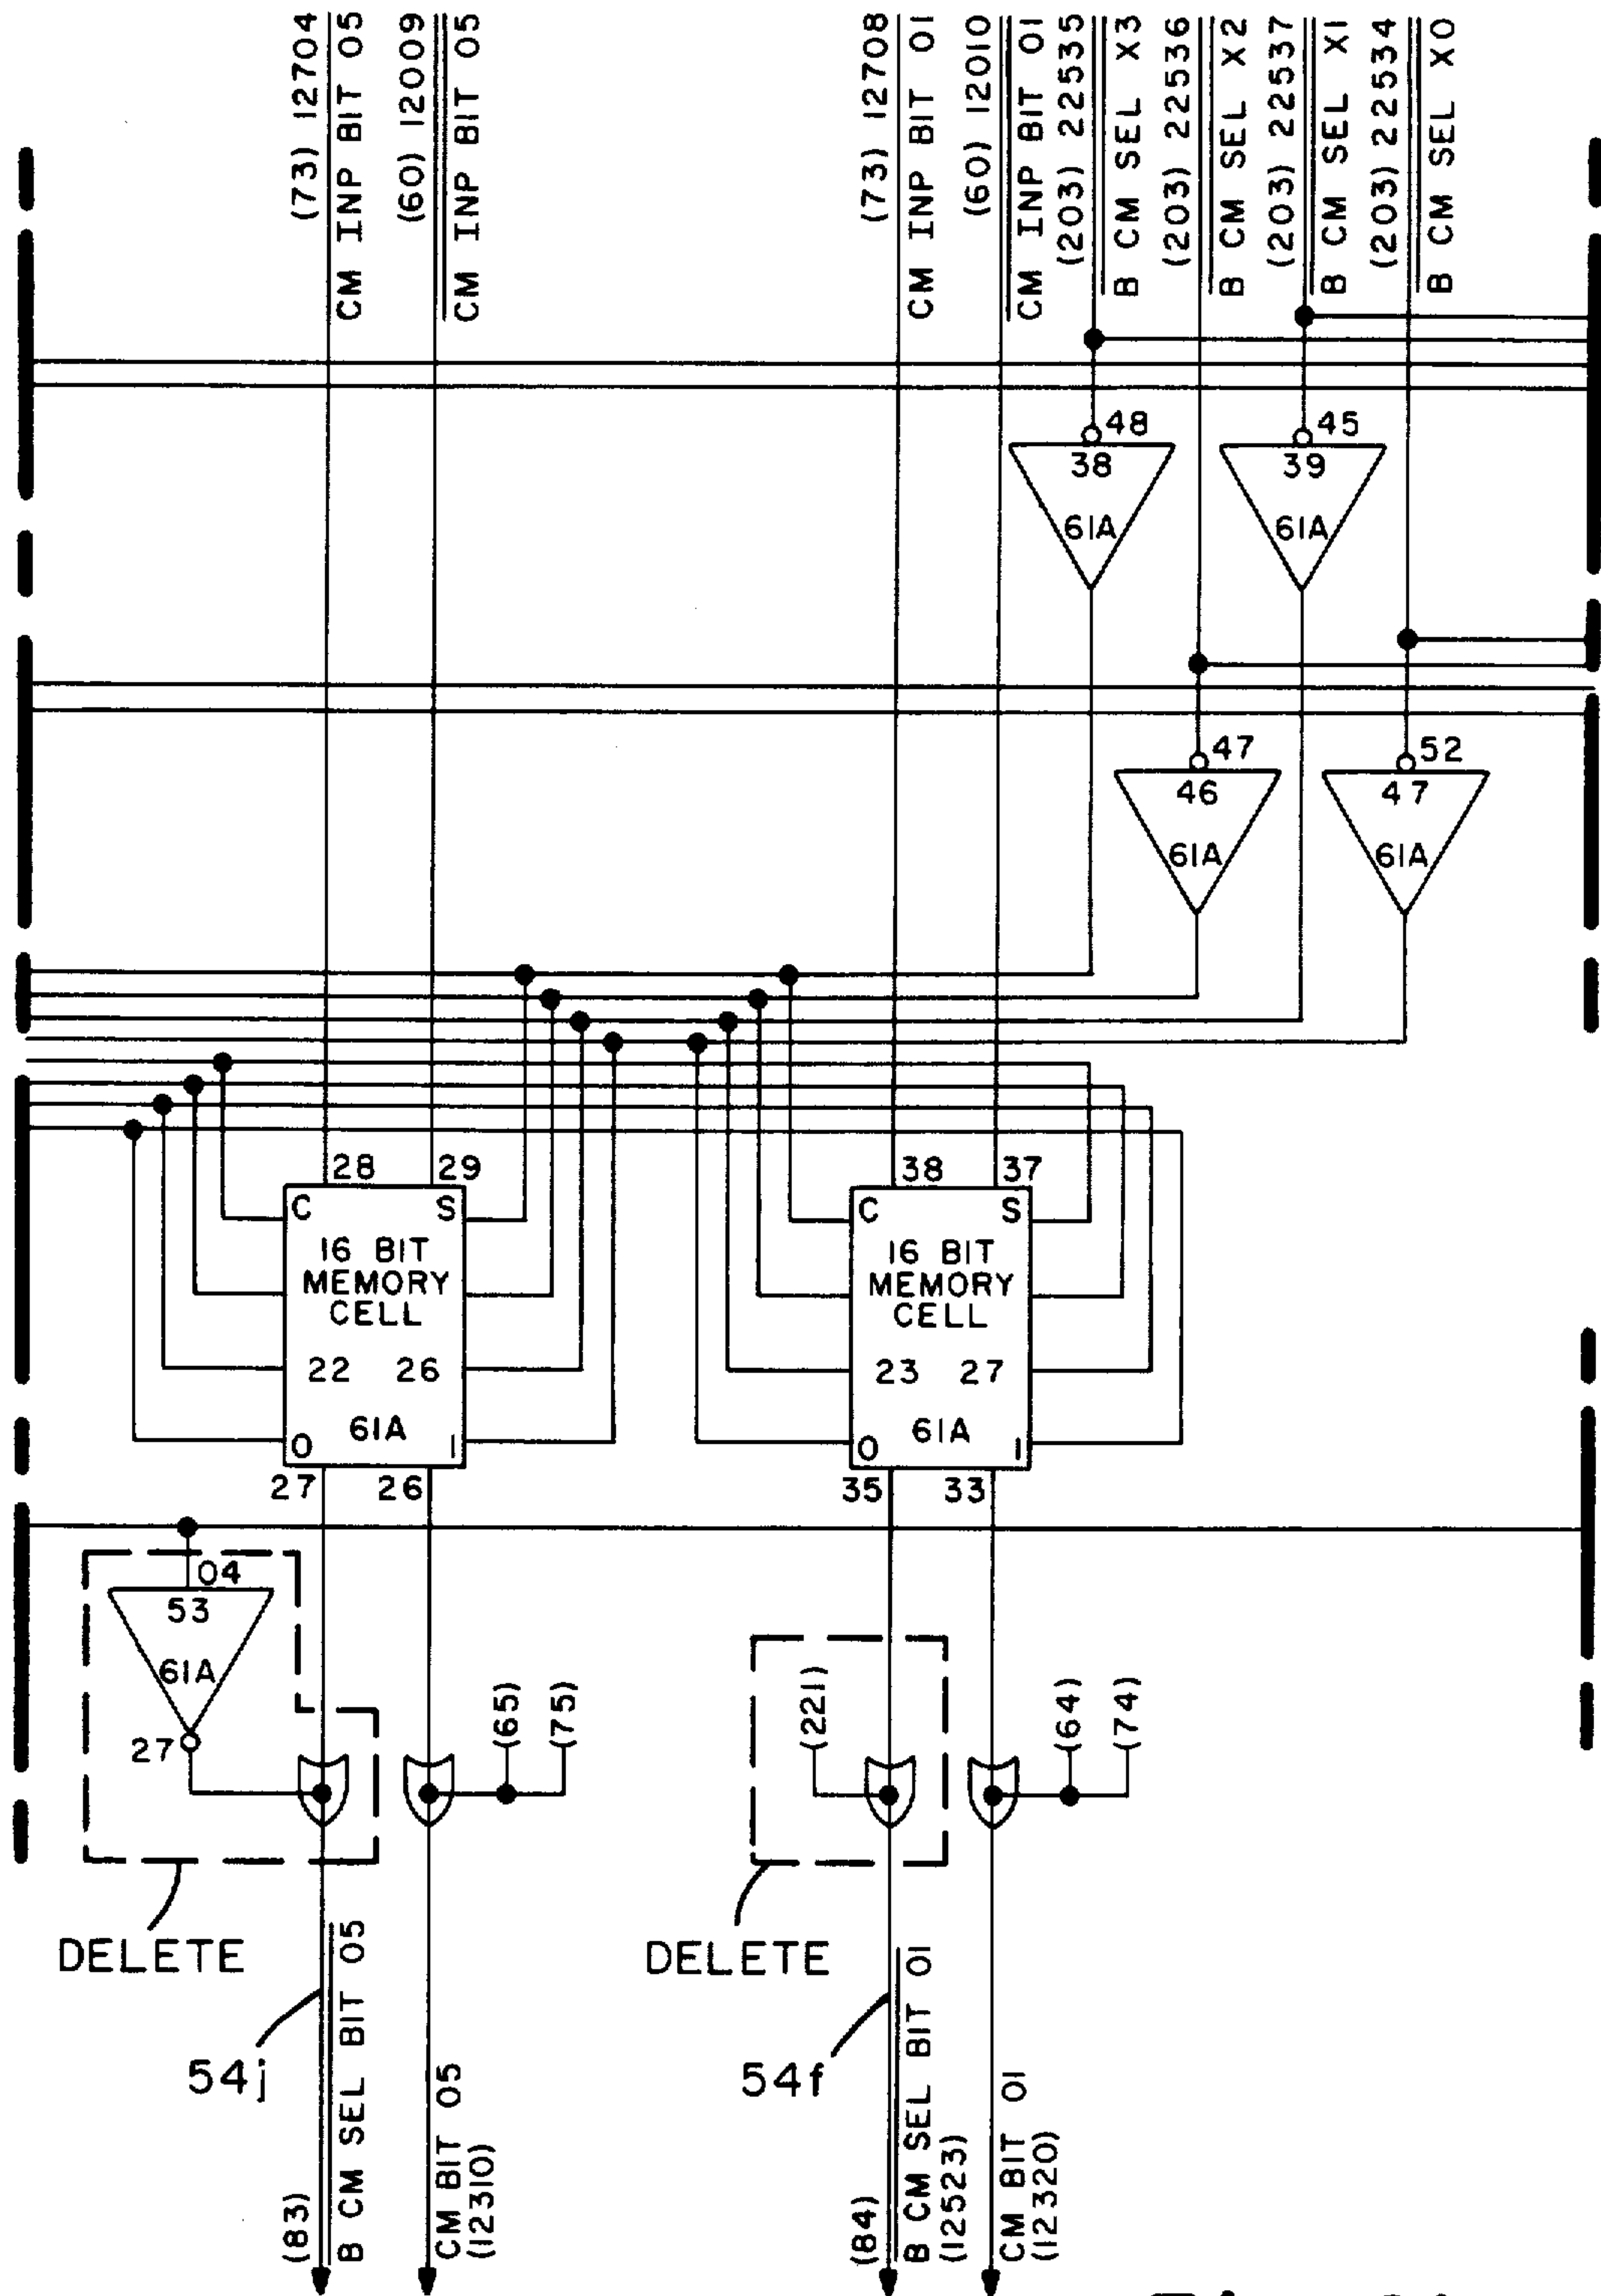 (73) 12704
CM INP BIT 05
(60) 12009
CM INP BIT 05
(73) 12708
CM INP BIT 01
(60) 12010
CM INP BIT 01
(203) 22535
B CM SEL X3
(203) 22536
B CM SEL X2
(203) 22537
B CM SEL X1
(203) 22534
B CM SEL X0
48
38
61A
45
39
61A
47
46
61A
52
47
61A
28
29
C
S
16 BIT
MEMORY
CELL
22 26
61A
O
I
27
26
38
37
C
S
16 BIT
MEMORY
CELL
23 27
61A
O
I
35
33
04
53
61A
27
(65)
(75)
(221)
(64)
(74)
DELETE
DELETE
54j
54f
(83)
B CM SEL BIT 05
CM BIT 05
(12310)
(84)
B CM SEL BIT 01
(12523)
CM BIT 01
(12320)